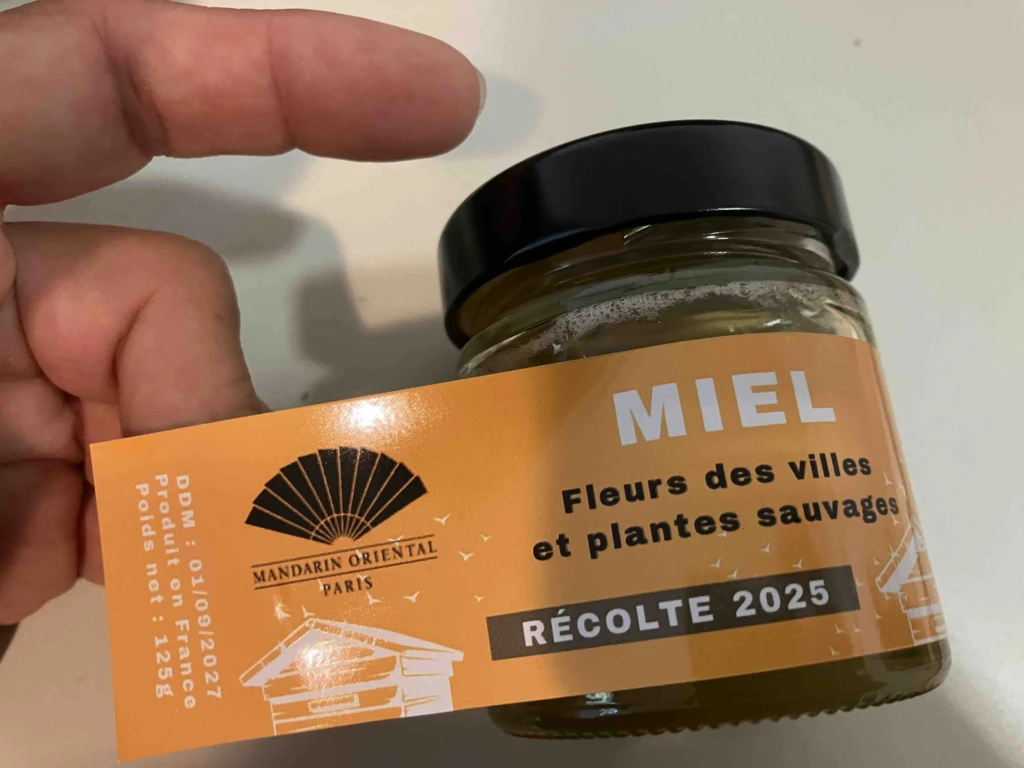 MIEL
Fleurs des villes
et plantes sauvages
RÉCOLTE 2025
MANDARIN ORIENTAL
PARIS
DDM : 01/09/2027
Produit en France
Poids net : 125g